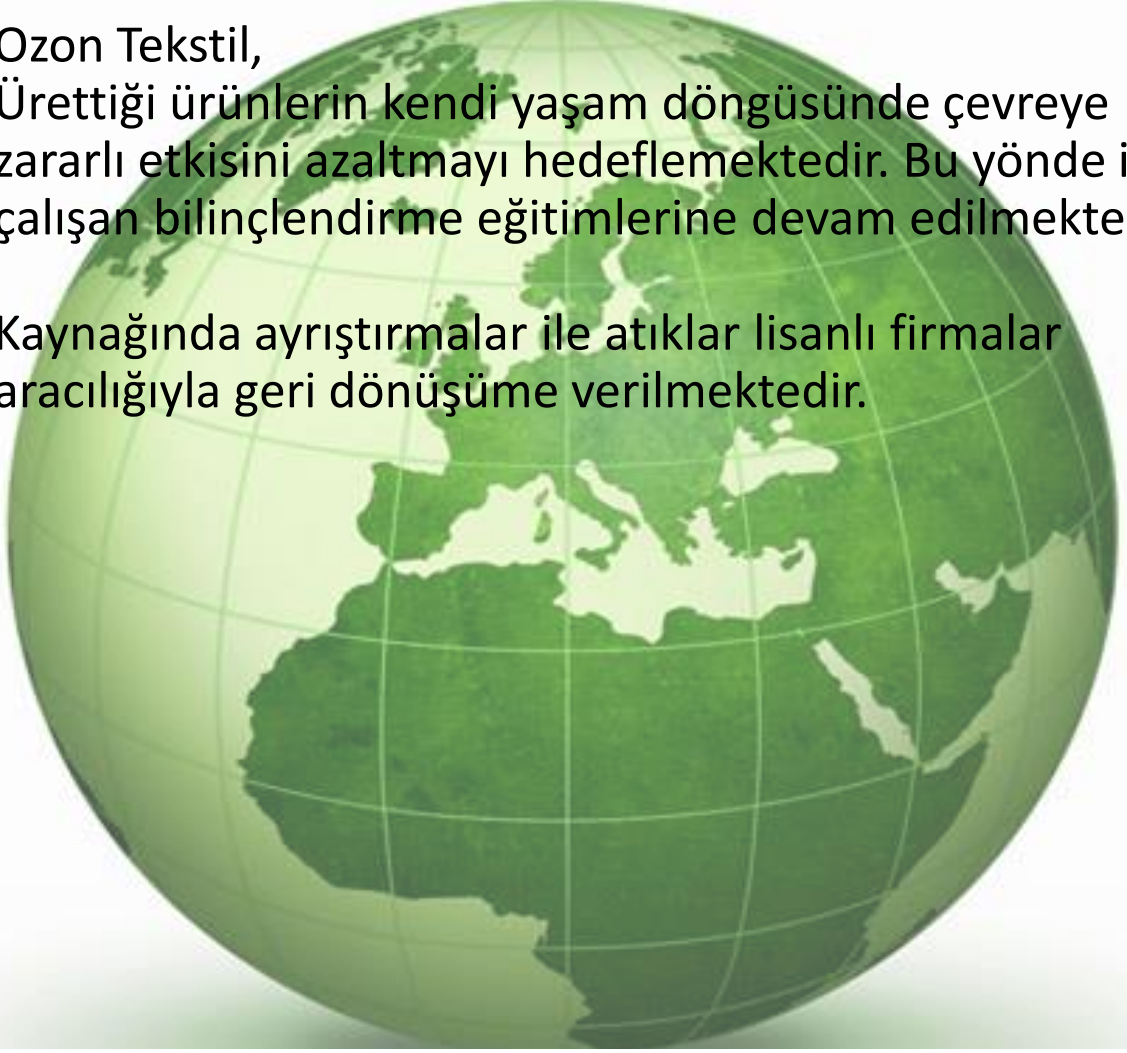 Ozon Tekstil,
Ürettiği ürünlerin kendi yaşam döngüsünde çevreye
zararlı etkisini azaltmayı hedeflemektedir. Bu yönde
çalışan bilinçlendirme eğitimlerine devam edilmekte
Kaynağında ayrıştırmalar ile atıklar lisanlı firmalar
aracılığıyla geri dönüşüme verilmektedir.